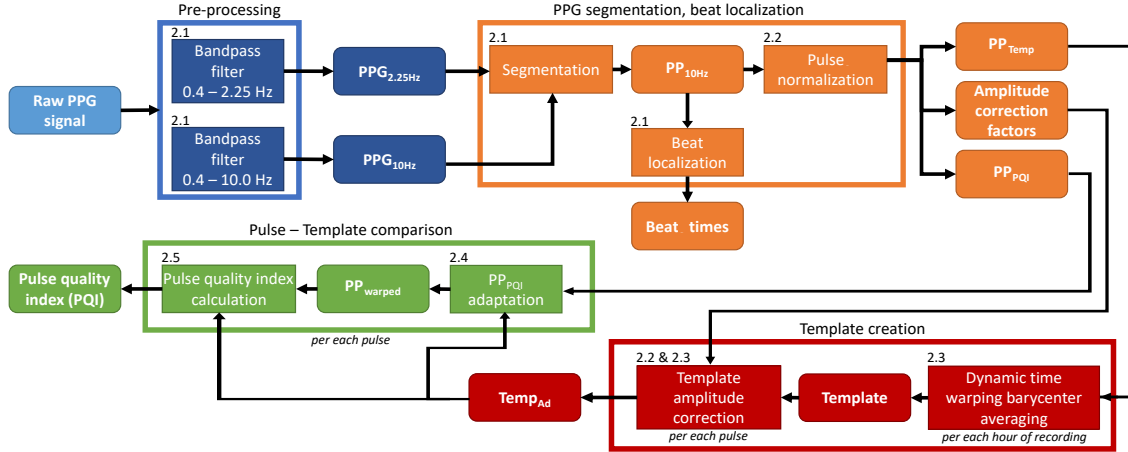 Pre-processing
PPG segmentation, beat localization
2.1
Bandpass
filter
0.4 – 2.25 Hz
2.1
Bandpass
filter
0.4 – 10.0 Hz
Raw PPG
signal
PPG2.25Hz
PPG10Hz
2.1
Segmentation
PP10Hz
2.2
Pulse
normalization
2.1
Beat
localization
Beat times
PPTemp
Amplitude
correction
factors
PPPQI
Pulse – Template comparison
Pulse quality
index (PQI)
2.5
Pulse quality index
calculation
PPwarped
2.4
PPPQI
adaptation
per each pulse
Template creation
TempAd
2.2 & 2.3
Template
amplitude
correction
per each pulse
Template
2.3
Dynamic time
warping barycenter
averaging
per each hour of recording